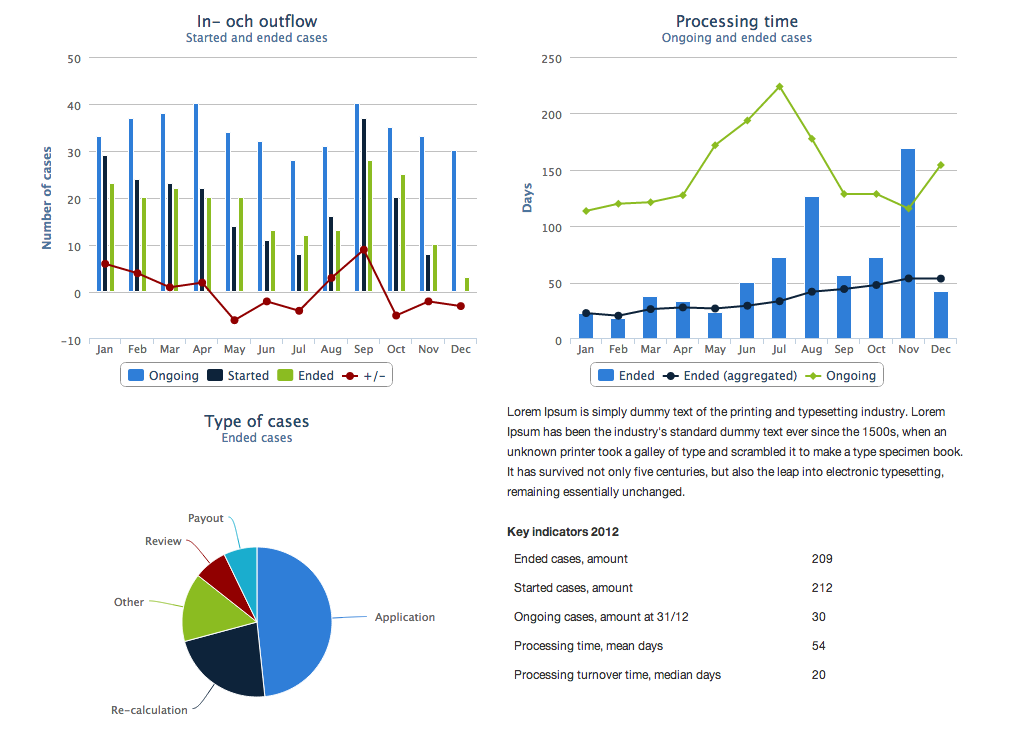 In- och outflow
Started and ended cases
Number of cases
50
40
30
20
10
0
-10
Jan Feb Mar Apr May Jun Jul Aug Sep Oct Nov Dec
Ongoing Started Ended +/-
Processing time
Ongoing and ended cases
Days
250
200
150
100
50
0
Jan Feb Mar Apr May Jun Jul Aug Sep Oct Nov Dec
Ended Ended (aggregated) Ongoing
Type of cases
Ended cases
Payout
Review
Other
Application
Re-calculation
Lorem Ipsum is simply dummy text of the printing and typesetting industry. Lorem
Ipsum has been the industry's standard dummy text ever since the 1500s, when an
unknown printer took a galley of type and scrambled it to make a type specimen book.
It has survived not only five centuries, but also the leap into electronic typesetting,
remaining essentially unchanged.
Key indicators 2012
Ended cases, amount 209
Started cases, amount 212
Ongoing cases, amount at 31/12 30
Processing time, mean days 54
Processing turnover time, median days 20